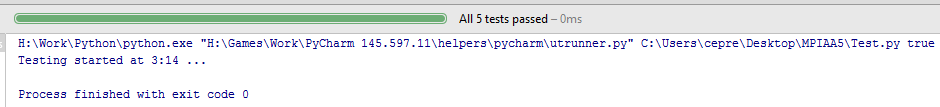 All 5 tests passed – 0ms
H:\Work\Python\python.exe "H:\Games\Work\PyCharm 145.597.11\helpers\pycharm\utrunner.py" C:\Users\cepre\Desktop\MPIAA5\Test.py true
Testing started at 3:14 ...
Process finished with exit code 0